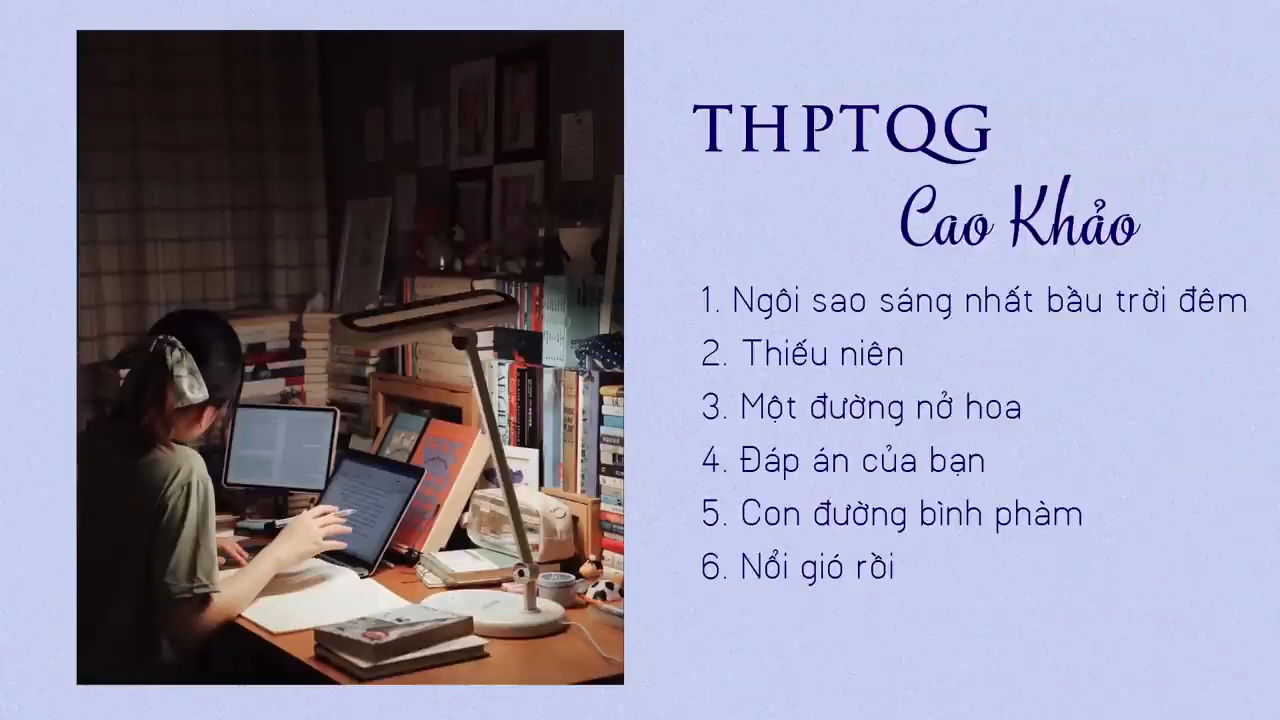 THPTQG
Cao Khảo
1. Ngôi sao sáng nhất bầu trời đêm
2. Thiếu niên
3. Một đường nở hoa
4. Đáp án của bạn
5. Con đường bình phàm
6. Nổi gió rồi